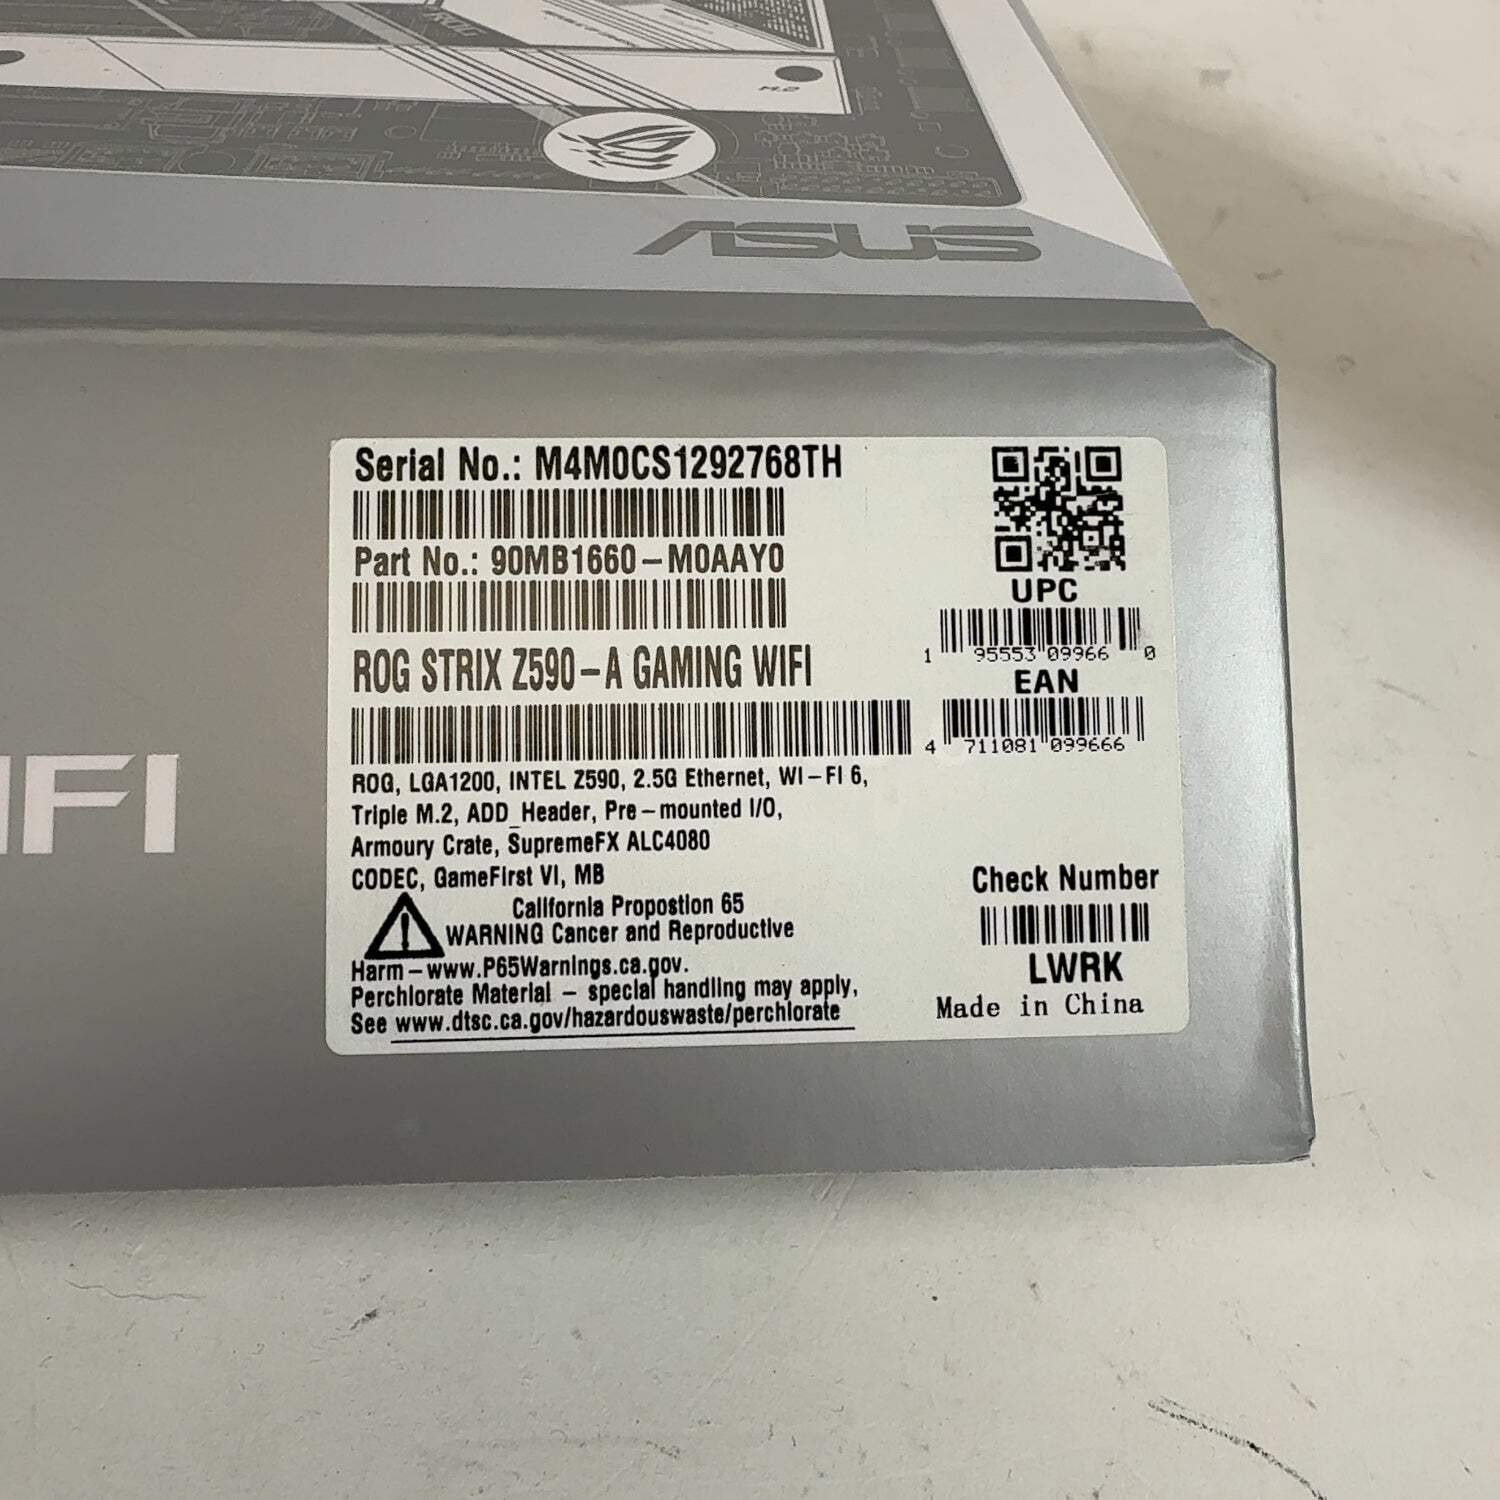 ROG
M.2
ASUS
IFI
Serial No.: M4M0CS1292768TH
Part No.: 90MB1660-M0AAY0
ROG STRIX Z590-A GAMING WIFI
ROG, LGA1200, INTEL Z590, 2.5G Ethernet, WI-FI 6,
Triple M.2, ADD_Header, Pre-mounted I/O,
Armoury Crate, SupremeFX ALC4080
CODEC, GameFirst VI, MB
California Propostion 65
WARNING Cancer and Reproductive
Harm-www.P65Warnings.ca.gov.
Perchlorate Material - special handling may apply,
See www.dtsc.ca.gov/hazardouswaste/perchlorate
UPC
1 95553 09966 0
EAN
4 711081 099666
Check Number
LWRK
Made in China